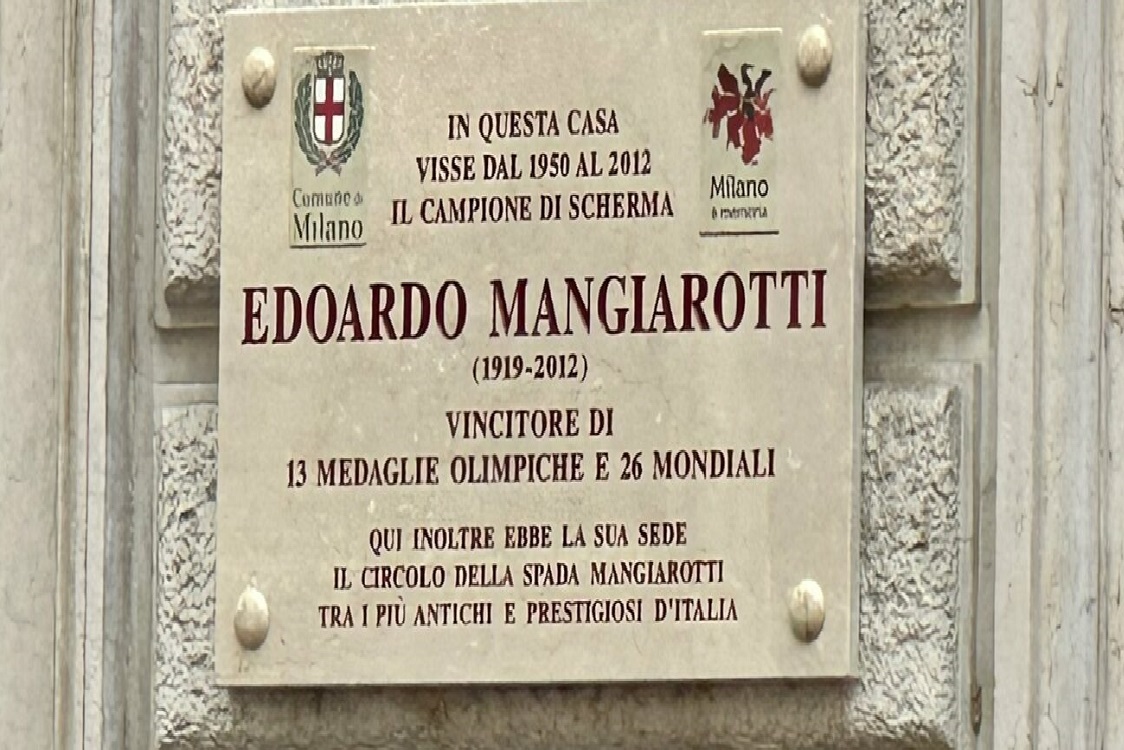 Comune di
Milano
Milano
è memoria
IN QUESTA CASA
VISSE DAL 1950 AL 2012
IL CAMPIONE DI SCHERMA
EDOARDO MANGIAROTTI
(1919-2012)
VINCITORE DI
13 MEDAGLIE OLIMPICHE E 26 MONDIALI
QUI INOLTRE EBBE LA SUA SEDE
IL CIRCOLO DELLA SPADA MANGIAROTTI
TRA I PIÙ ANTICHI E PRESTIGIOSI D'ITALIA